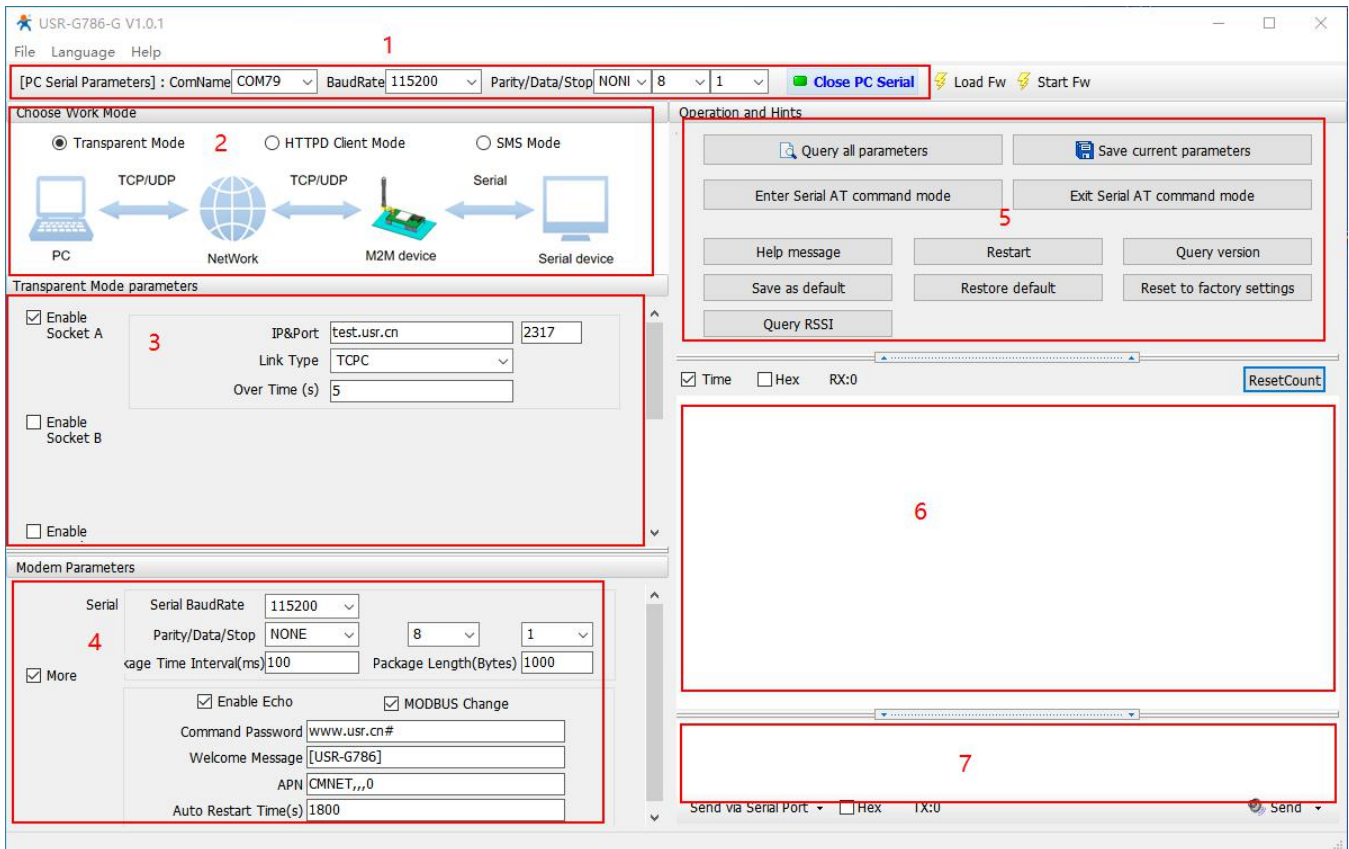 USR-G786-G V1.0.1
File Language Help
1
[PC Serial Parameters] : ComName COM79 BaudRate 115200 Parity/Data/Stop NONI 8 1 Close PC Serial Load Fw Start Fw
Choose Work Mode
Transparent Mode 2 HTTPD Client Mode SMS Mode
TCP/UDP TCP/UDP Serial
PC NetWork M2M device Serial device
Transparent Mode parameters
Enable Socket A
3
IP&Port test.usr.cn 2317
Link Type TCPC
Over Time (s) 5
Enable Socket B
Enable
Modem Parameters
4
Serial Serial BaudRate 115200
Parity/Data/Stop NONE 8 1
kage Time Interval(ms) 100 Package Length(Bytes) 1000
More
Enable Echo MODBUS Change
Command Password www.usr.cn#
Welcome Message [USR-G786]
APN CMNET,,,0
Auto Restart Time(s) 1800
Operation and Hints
Query all parameters Save current parameters
Enter Serial AT command mode Exit Serial AT command mode
5
Help message Restart Query version
Save as default Restore default Reset to factory settings
Query RSSI
Time Hex RX:0 ResetCount
6
7
Send via Serial Port Hex TX:0 Send